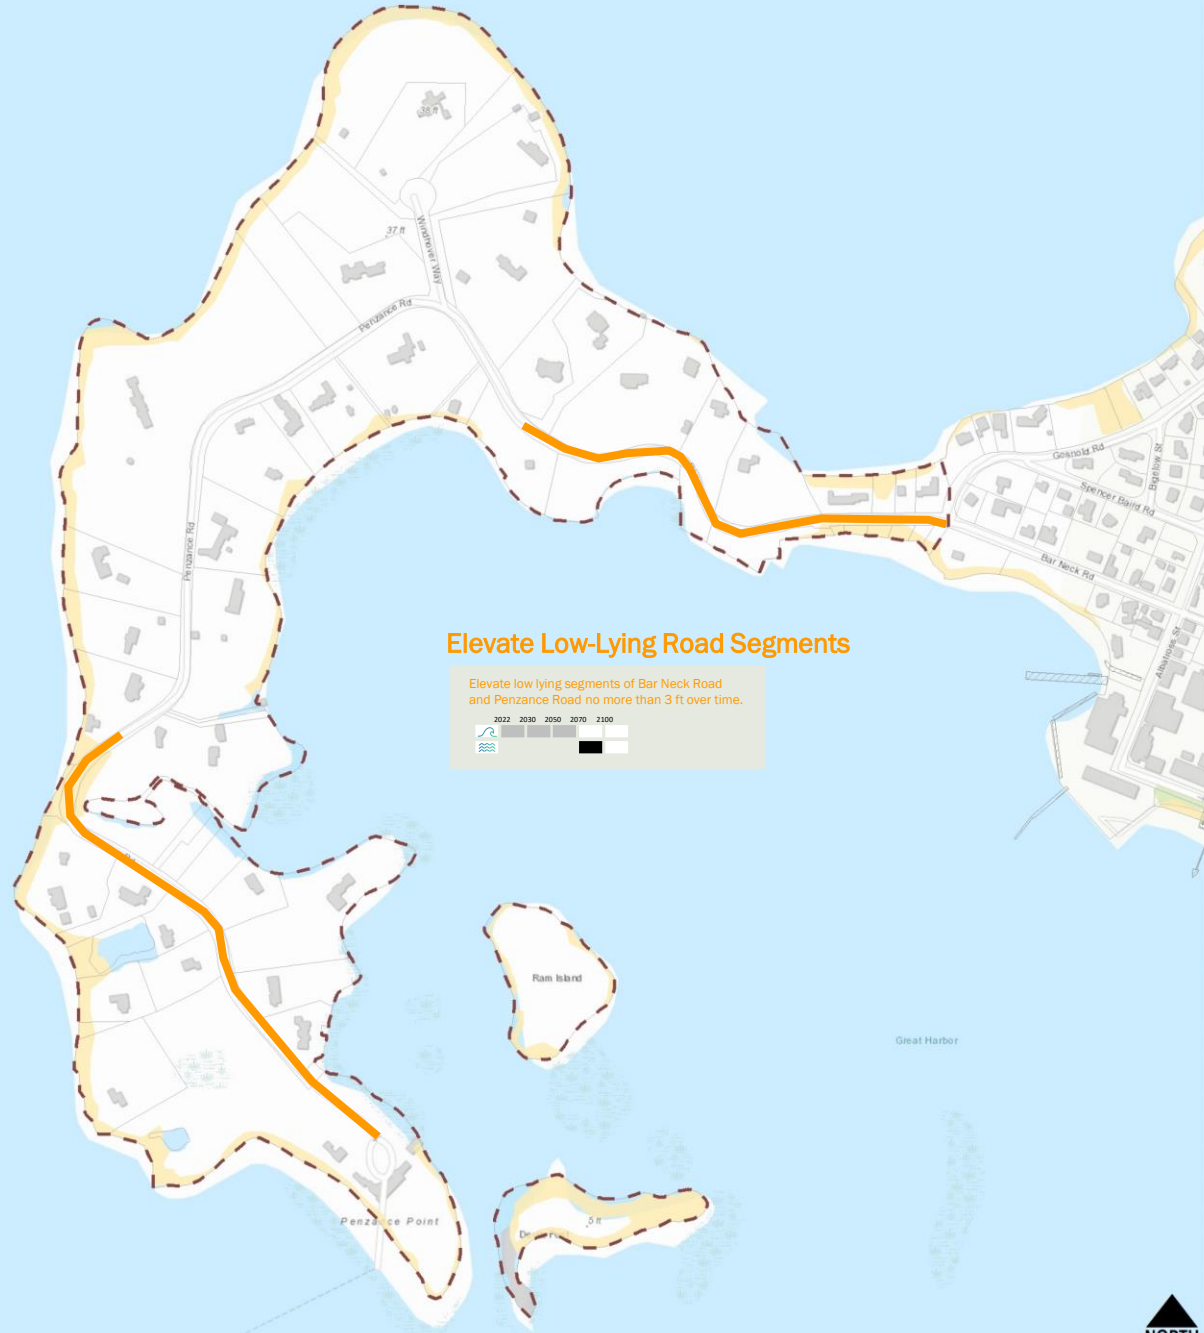 38 ft
37 ft
Windhover Way
Penzance Rd
Gosnold Rd
Bigelow St
Spencer Baird Rd
Penzance Rd
Bar Neck Rd
Albatross St
Elevate Low-Lying Road Segments
Elevate low lying segments of Bar Neck Road
and Penzance Road no more than 3 ft over time.
2022 2030 2050 2070 2100
Ram Island
Great Harbor
Penzance Point
5 ft
NORTH